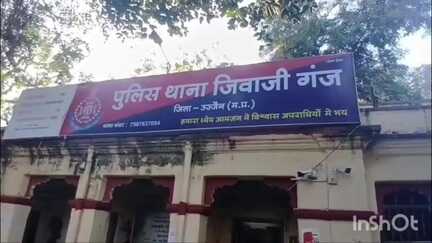 पुलिस थाना जिवाजी गंज
जिला - उज्जैन (म.प्र.)
हमारा ध्येय आमजन में विश्वास अपराधियों में भय
InShot